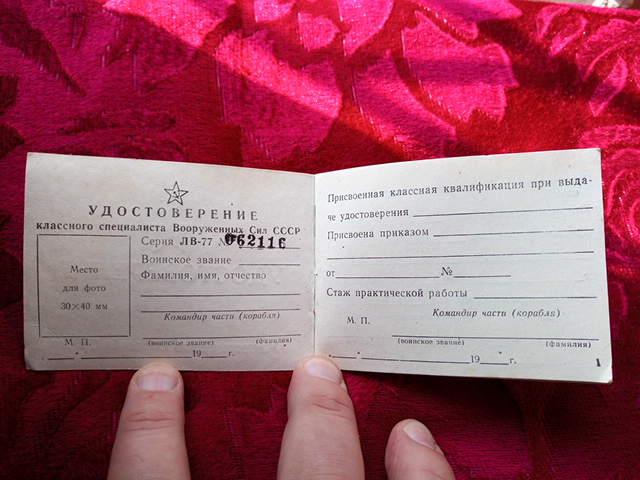 УДОСТОВЕРЕНИЕ
классного специалиста Вооруженных Сил СССР
Серия ЛВ-77 № 062116
Воинское звание
Фамилия, имя, отчество
Место
для фото
30×40 мм
Командир части (корабля)
М. П.
(воинское звание) (фамилия)
19 г.
Присвоенная классная квалификация при выда-
че удостоверения
Присвоена приказом
от №
Стаж практической работы
Командир части (корабля)
М. П.
(воинское звание) (фамилия)
19 г.
1